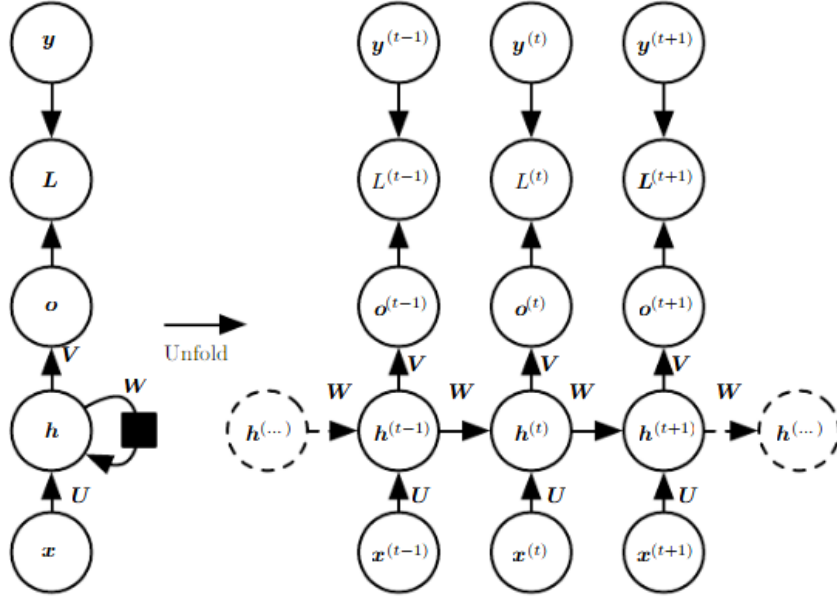 y y^(t−1) y^(t) y^(t+1)
L L^(t−1) L^(t) L^(t+1)
o o^(t−1) o^(t) o^(t+1)
Unfold
V V V V
W W W W W
h h^(...) h^(t−1) h^(t) h^(t+1) h^(...)
U U U U
x x^(t−1) x^(t) x^(t+1)